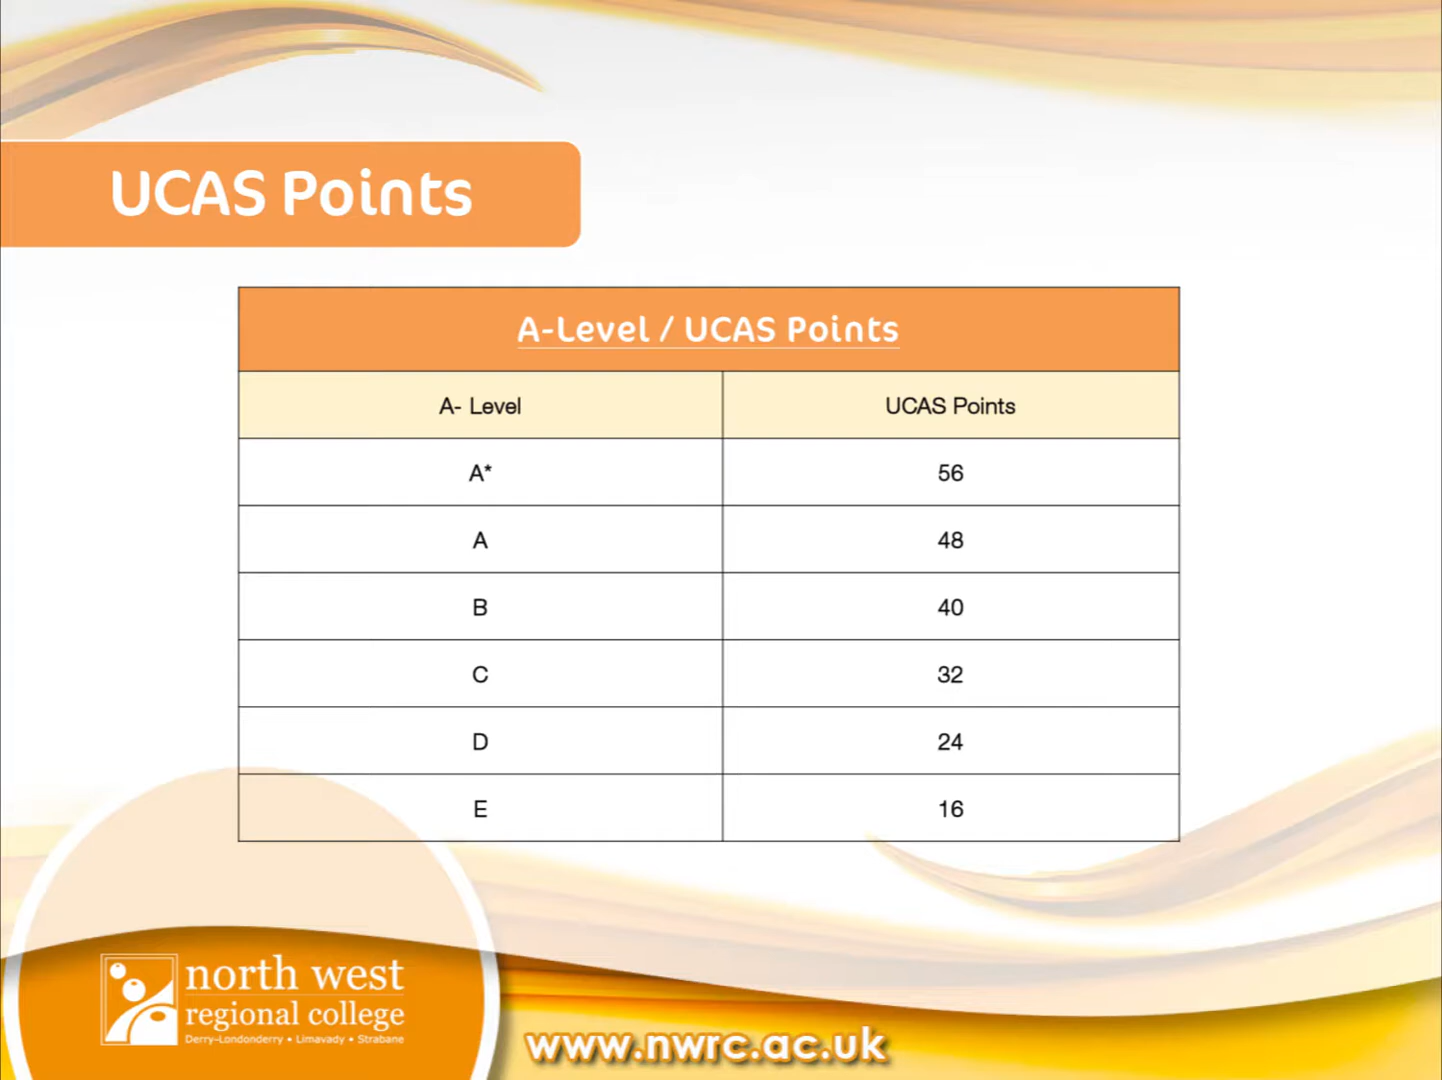 UCAS Points
A-Level / UCAS Points
A- Level UCAS Points
A* 56
A 48
B 40
C 32
D 24
E 16
north west
regional college
Derry-Londonderry • Limavady • Strabane
www.nwrc.ac.uk